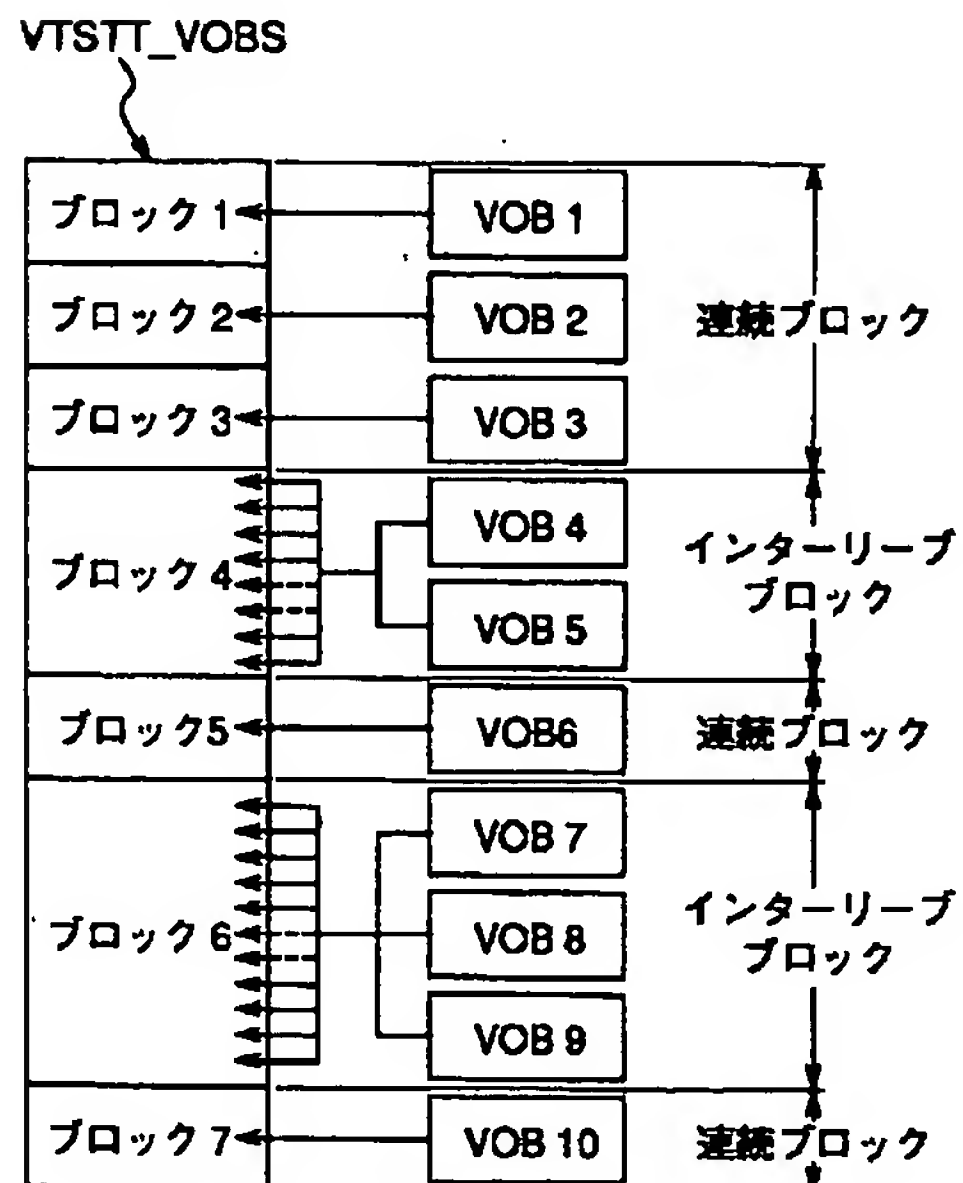 VTSTT_VOBS
ブロック 1
VOB 1
ブロック 2
VOB 2
連続ブロック
ブロック 3
VOB 3
ブロック 4
VOB 4
VOB 5
インターリーブ
ブロック
ブロック5
VOB6
連続ブロック
ブロック 6
VOB 7
VOB 8
VOB 9
インターリーブ
ブロック
ブロック 7
VOB 10
連続ブロック